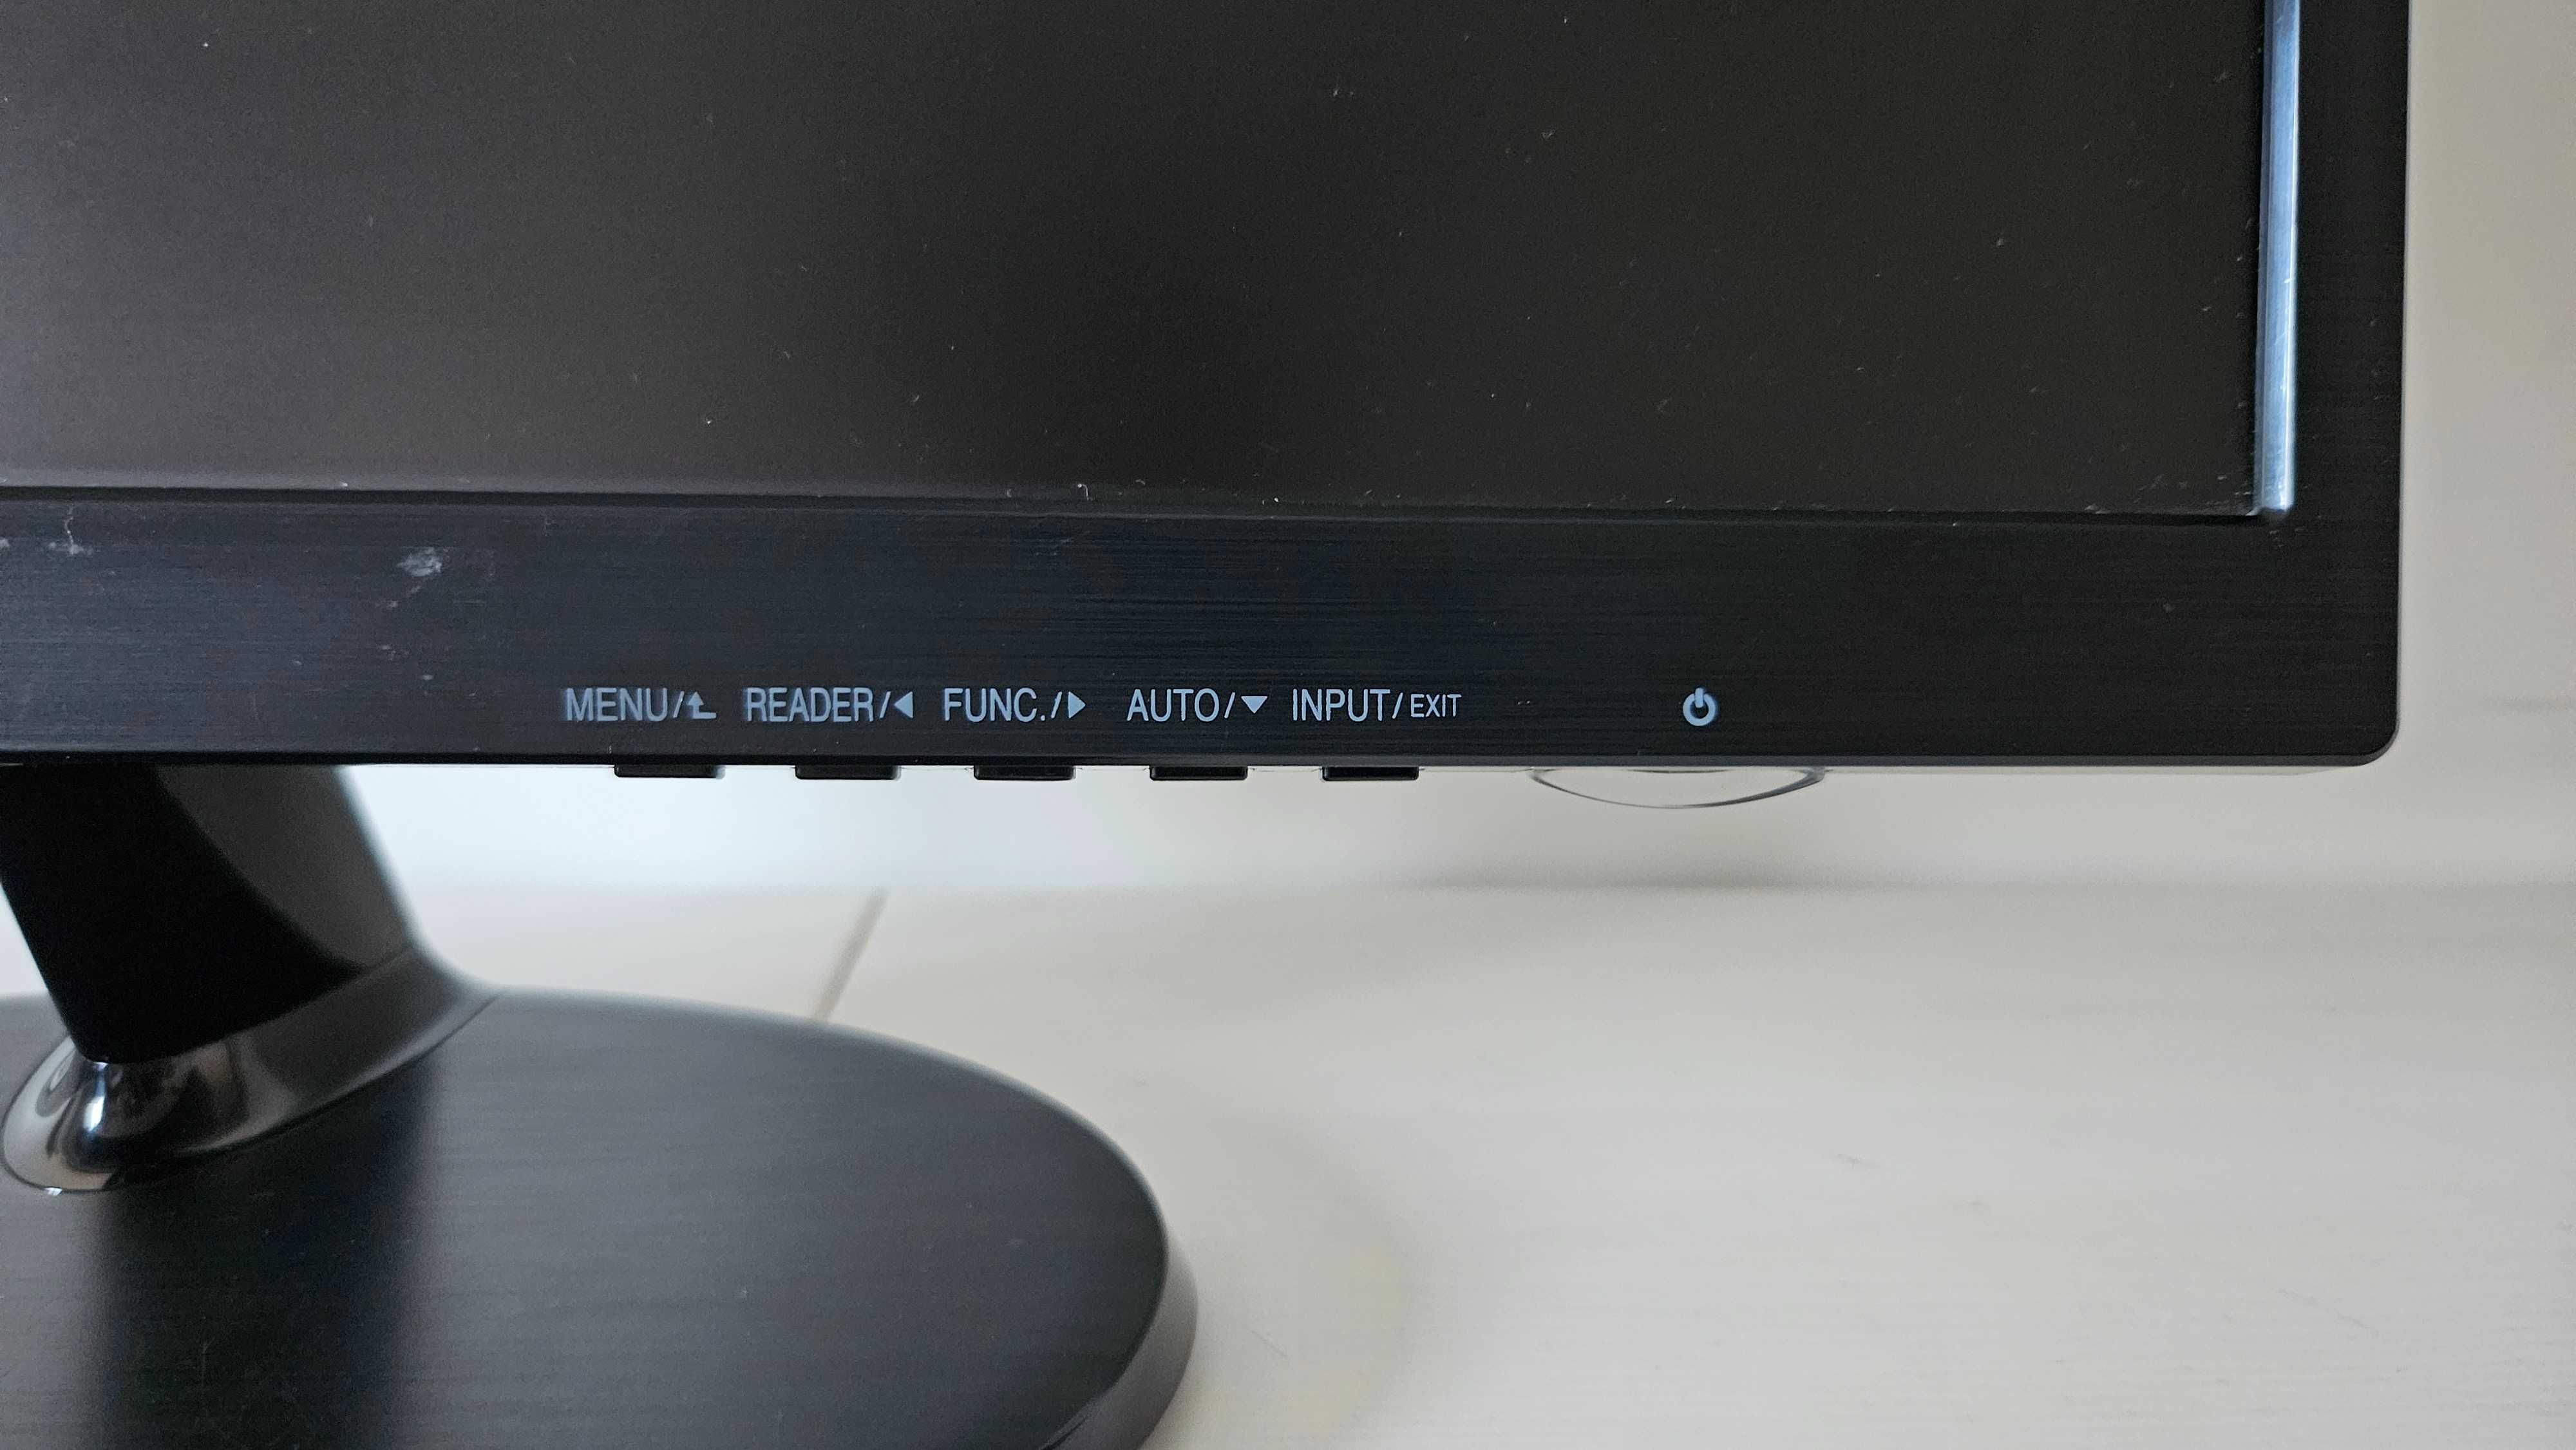 MENU/⮤ READER/◀ FUNC./▶ AUTO/▼ INPUT/EXIT